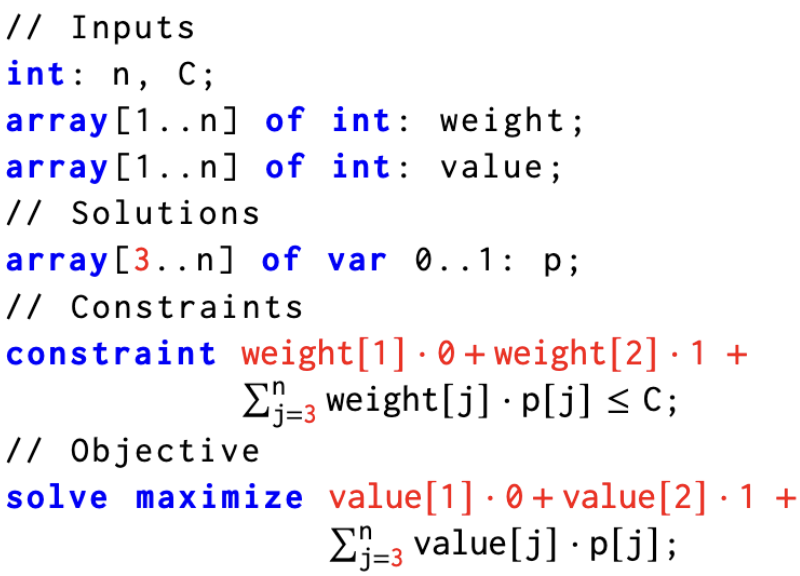 // Inputs
int: n, C;
array[1..n] of int: weight;
array[1..n] of int: value;
// Solutions
array[3..n] of var 0..1: p;
// Constraints
constraint weight[1] · 0 + weight[2] · 1 +
∑ⁿⱼ₌₃ weight[j] · p[j] ≤ C;
// Objective
solve maximize value[1] · 0 + value[2] · 1 +
∑ⁿⱼ₌₃ value[j] · p[j];